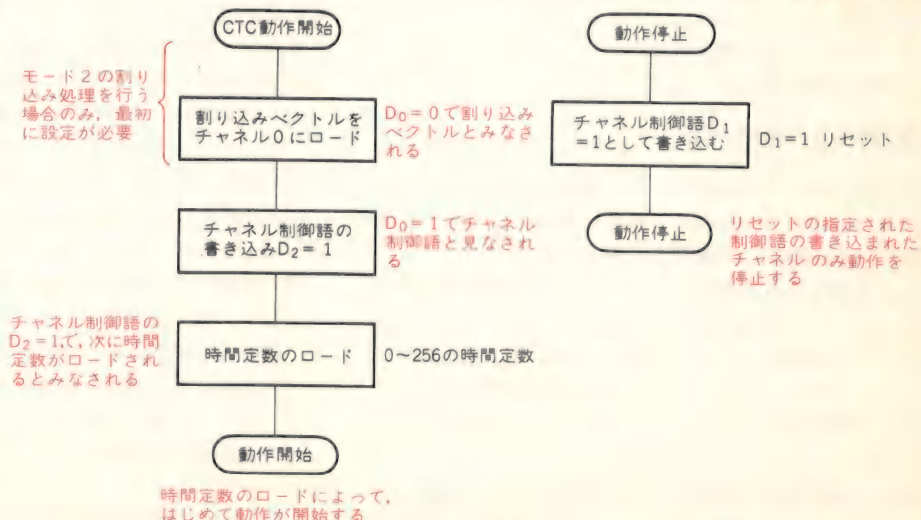 CTC動作開始
モード2の割り
込み処理を行う
場合のみ，最初
に設定が必要
割り込みベクトルを
チャネル0にロード
D₀=0で割り込み
ベクトルとみなさ
れる
チャネル制御語の
書き込みD₂=1
D₀=1でチャネル
制御語と見なされ
る
チャネル制御語の
D₂=1,で，次に時間
定数がロードされ
るとみなされる
時間定数のロード
0~256の時間定数
動作開始
時間定数のロードによって，
はじめて動作が開始する
動作停止
チャネル制御語D₁
=1として書き込む
D₁=1 リセット
動作停止
リセットの指定された
制御語の書き込まれた
チャネルのみ動作を
停止する